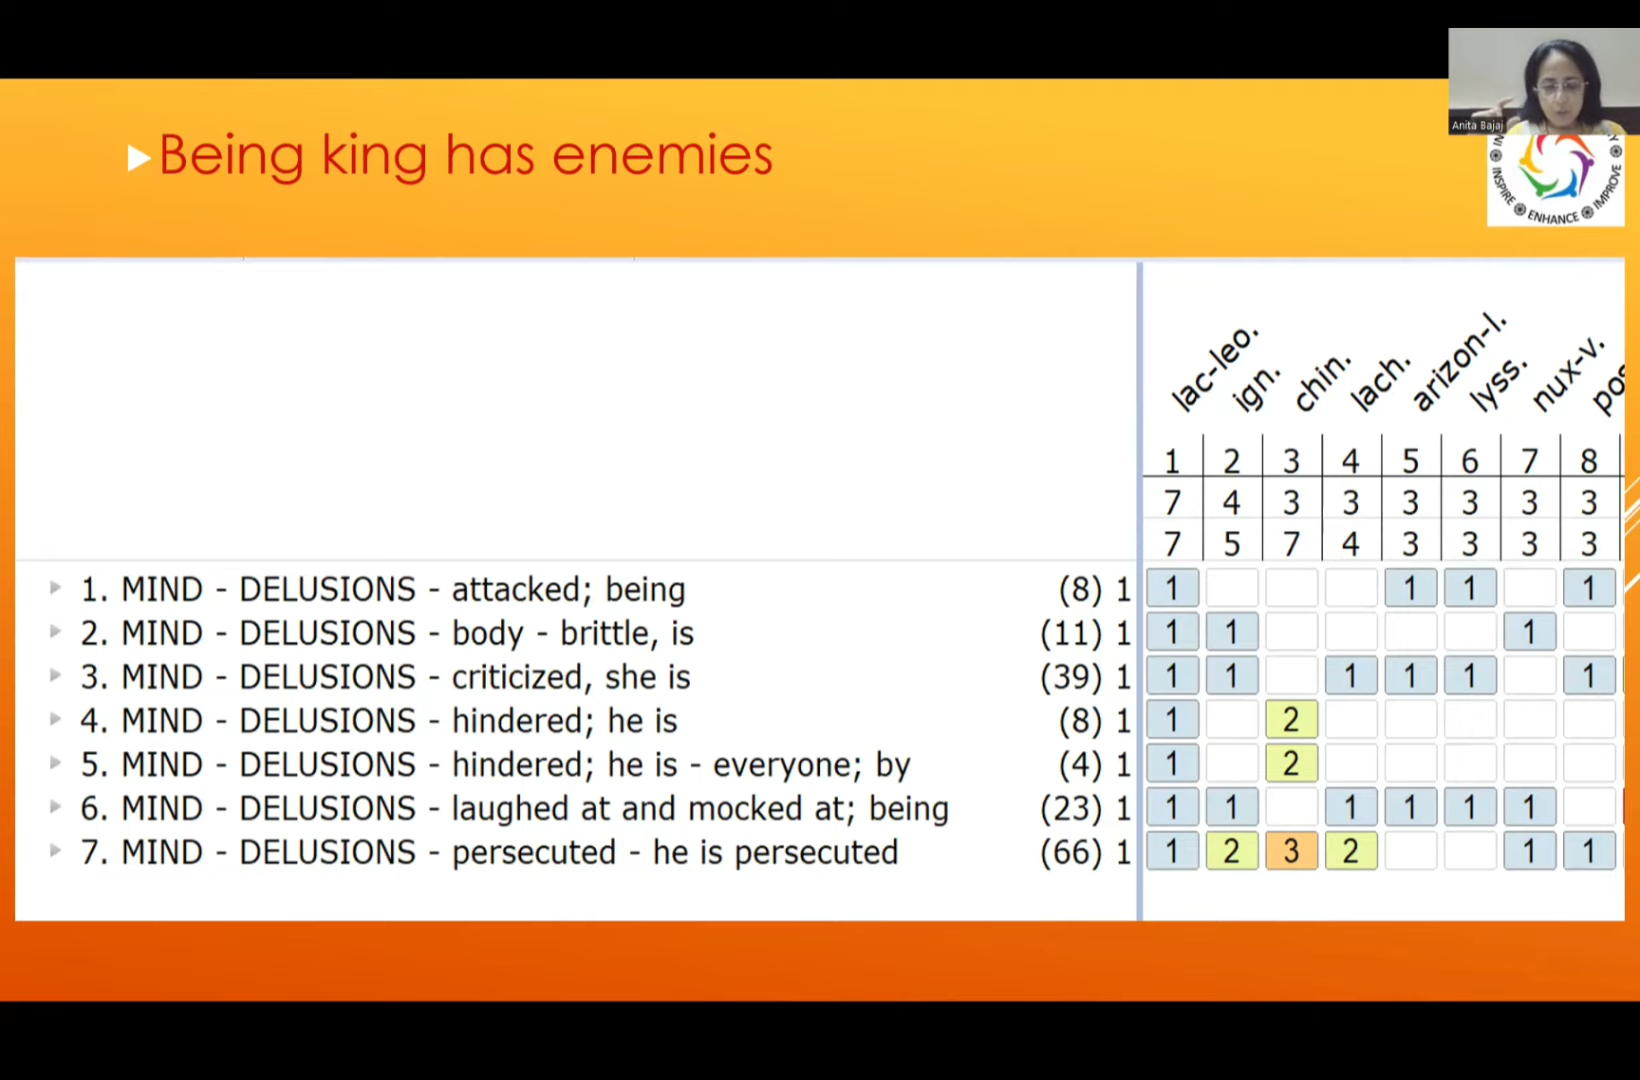 Anita Bajaj
INSPIRE ENHANCE IMPROVE
Being king has enemies
lac-leo. ign. chin. lach. arizon-l. lyss. nux-v.
1 2 3 4 5 6 7 8
7 4 3 3 3 3 3 3
7 5 7 4 3 3 3 3
1. MIND - DELUSIONS - attacked; being (8) 1 1 1 1 1
2. MIND - DELUSIONS - body - brittle, is (11) 1 1 1 1
3. MIND - DELUSIONS - criticized, she is (39) 1 1 1 1 1 1 1
4. MIND - DELUSIONS - hindered; he is (8) 1 1 2
5. MIND - DELUSIONS - hindered; he is - everyone; by (4) 1 1 2
6. MIND - DELUSIONS - laughed at and mocked at; being (23) 1 1 1 1 1 1 1
7. MIND - DELUSIONS - persecuted - he is persecuted (66) 1 1 2 3 2 1 1